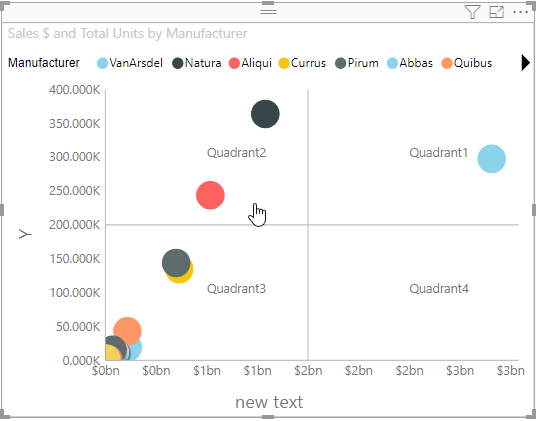 Sales $ and Total Units by Manufacturer
Manufacturer VanArsdel Natura Aliqui Currus Pirum Abbas Quibus
400.000K
350.000K
300.000K
250.000K
200.000K
150.000K
100.000K
50.000K
0.000K
Y
Quadrant2 Quadrant1
Quadrant3 Quadrant4
$0bn $0bn $1bn $1bn $2bn $2bn $2bn $3bn $3bn
new text